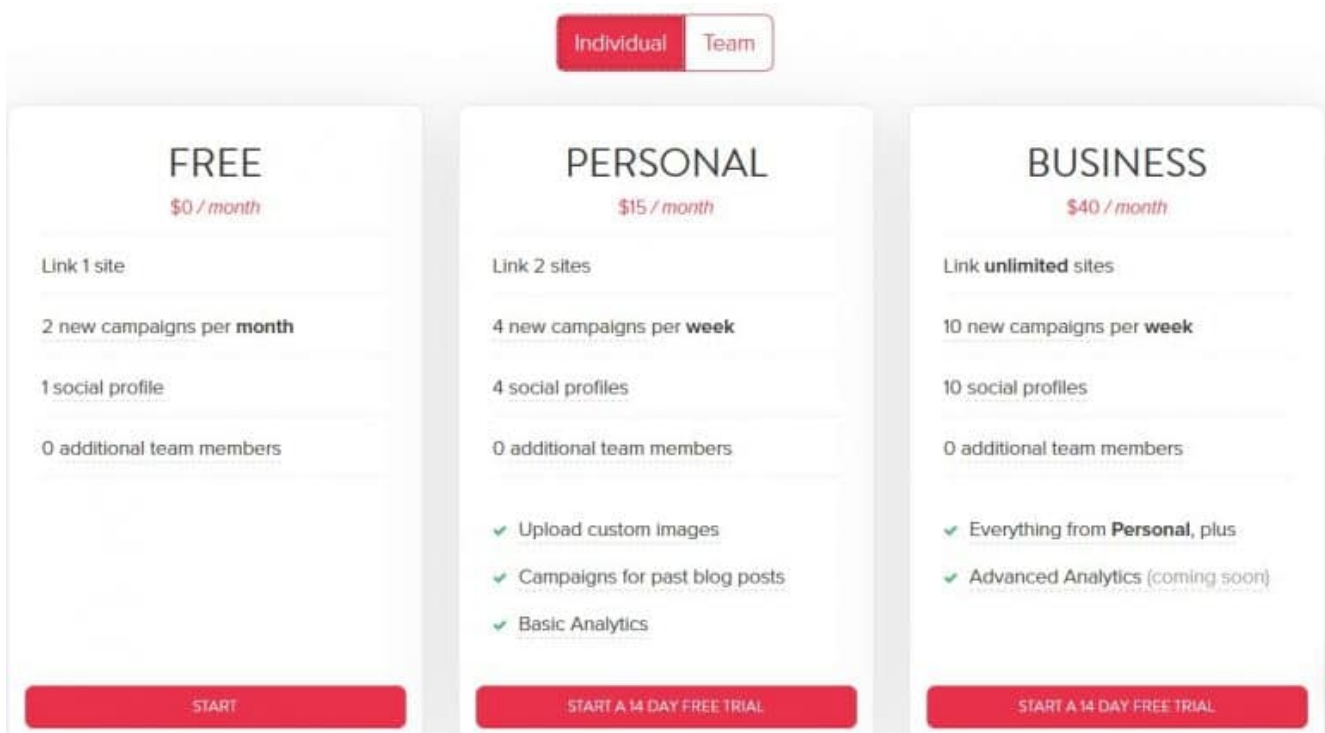 Individual
Team
FREE
$0 / month
Link 1 site
2 new campaigns per month
1 social profile
0 additional team members
START
PERSONAL
$15 / month
Link 2 sites
4 new campaigns per week
4 social profiles
0 additional team members
Upload custom images
Campaigns for past blog posts
Basic Analytics
START A 14 DAY FREE TRIAL
BUSINESS
$40 / month
Link unlimited sites
10 new campaigns per week
10 social profiles
0 additional team members
Everything from Personal, plus
Advanced Analytics (coming soon)
START A 14 DAY FREE TRIAL